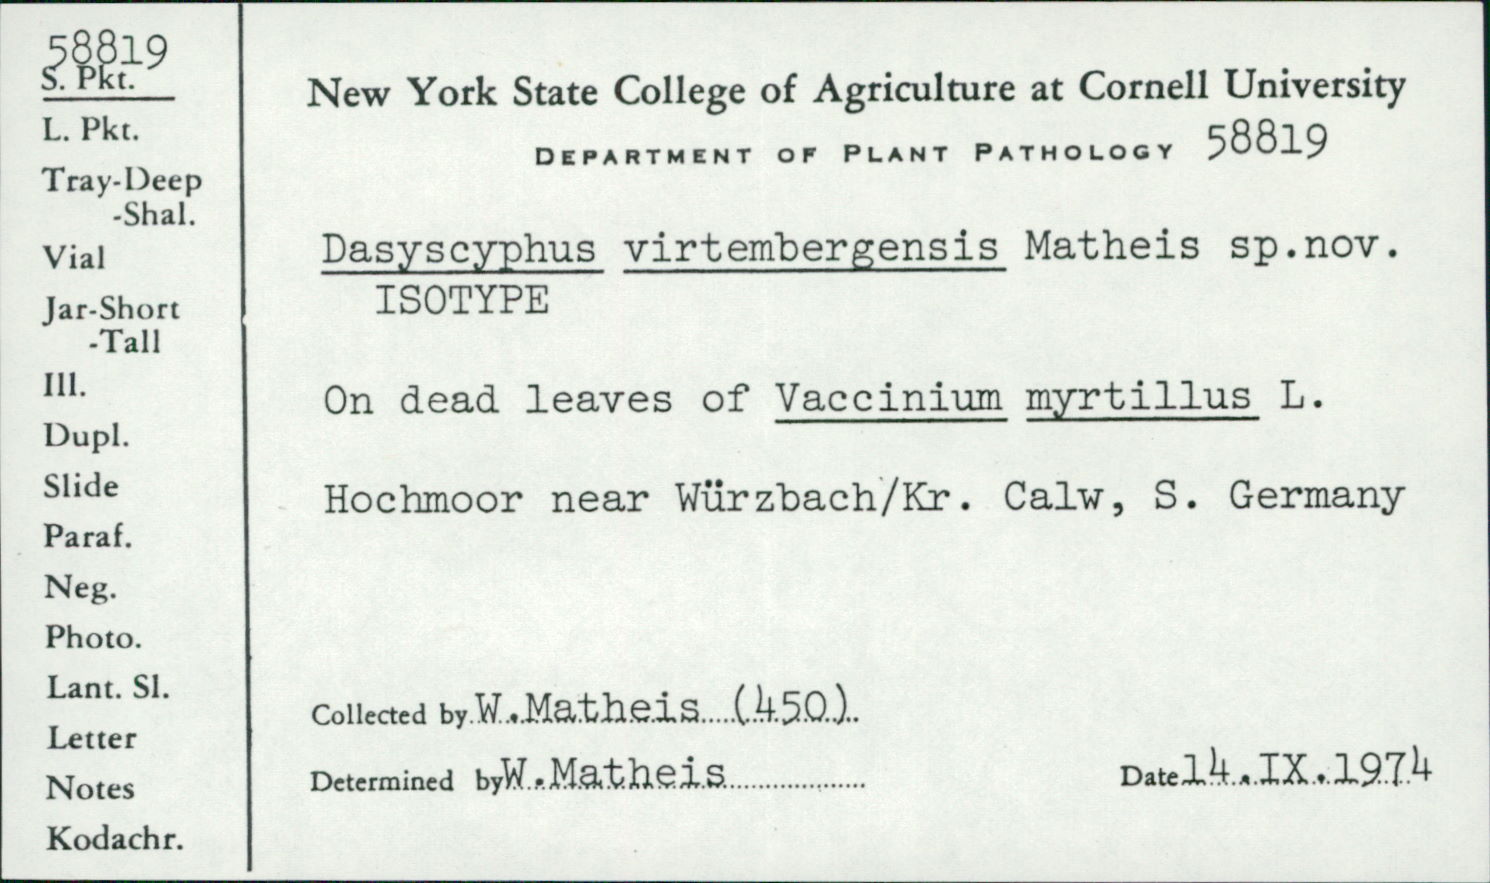 58819
S. Pkt.
L. Pkt.
Tray-Deep
-Shal.
Vial
Jar-Short
-Tall
Ill.
Dupl.
Slide
Paraf.
Neg.
Photo.
Lant. Sl.
Letter
Notes
Kodachr.
New York State College of Agriculture at Cornell University
DEPARTMENT OF PLANT PATHOLOGY 58819
Dasyscyphus virtembergensis Matheis sp.nov.
ISOTYPE
On dead leaves of Vaccinium myrtillus L.
Hochmoor near Würzbach/Kr. Calw, S. Germany
Collected by W.Matheis (450)
Determined by W.Matheis
Date 14.IX.1974